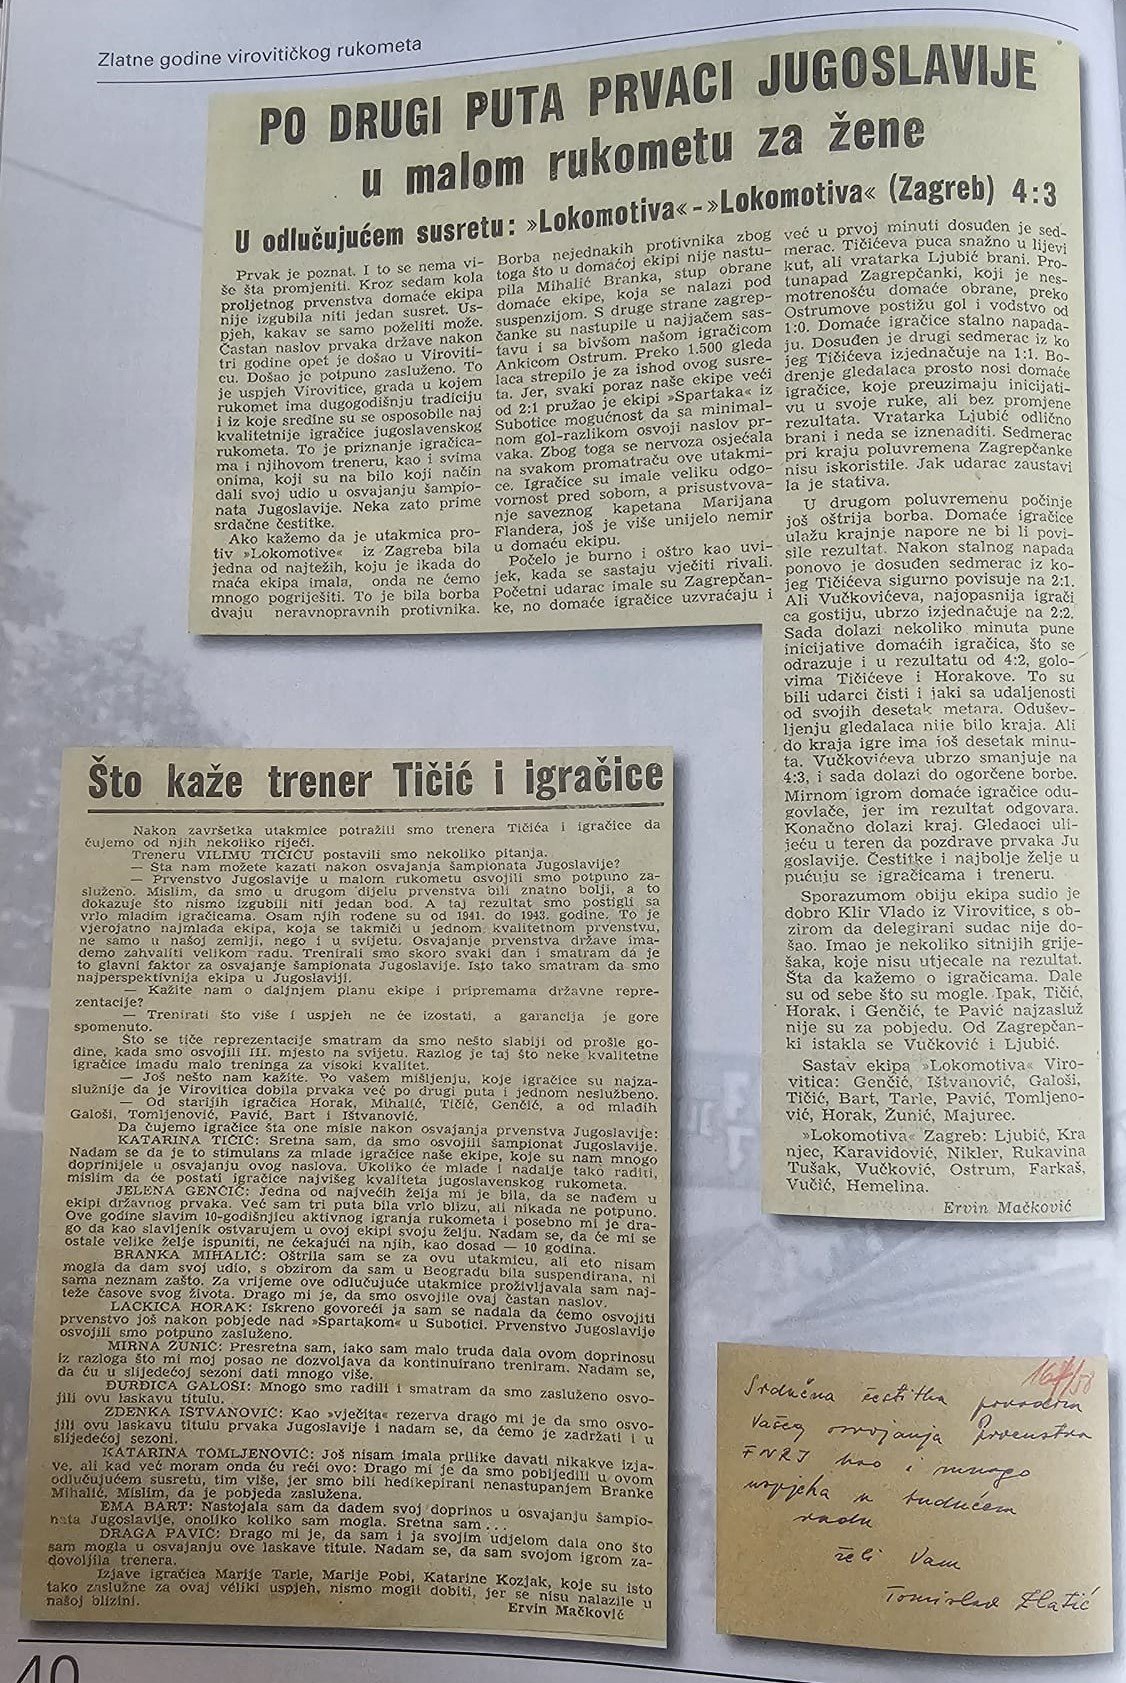 Zlatne godine virovitičkog rukometa
PO DRUGI PUTA PRVACI JUGOSLAVIJE
u malom rukometu za žene
U odlučujućem susretu: »Lokomotiva«-»Lokomotiva« (Zagreb) 4:3
Prvak je poznat. I to se nema vi-
še šta promjeniti. Kroz sedam kola
proljetnog prvenstva domaće ekipa
nije izgubila niti jedan susret. Us-
pjeh, kakav se samo poželiti može.
Častan naslov prvaka države nakon
tri godine opet je došao u Viroviti-
cu. Došao je potpuno zasluženo. To
je uspjeh Virovitice, grada u kojem
rukomet ima dugogodišnju tradiciju
i iz koje sredine su se osposobile naj
kvalitetnije igračice jugoslavenskog
rukometa. To je priznanje igračica-
ma i njihovom treneru, kao i svima
onima, koji su na bilo koji način
dali svoj udio u osvajanju šampio-
nata Jugoslavije. Neka zato prime
srdačne čestitke.
Ako kažemo da je utakmica pro-
tiv »Lokomotive« iz Zagreba bila
jedna od najtežih, koju je ikada do
maća ekipa imala, onda ne ćemo
mnogo pogriješiti. To je bila borba
dvaju neravnopravnih protivnika.
Borba nejednakih protivnika zbog
toga što u domaćoj ekipi nije nastu-
pila Mihalić Branka, stup obrane
domaće ekipe, koja se nalazi pod
suspenzijom. S druge strane zagrep-
čanke su nastupile u najjačem sas-
tavu i sa bivšom našom igračicom
Ankicom Ostrum. Preko 1.500 gleda
laca strepilo je za ishod ovog susre-
ta. Jer, svaki poraz naše ekipe veći
od 2:1 pružao je ekipi »Spartaka« iz
Subotice mogućnost da sa minimal-
nom gol-razlikom osvoji naslov pr-
vaka. Zbog toga se nervoza osjećala
na svakom promatraču ove utakmi-
ce. Igračice su imale veliku odgo-
vornost pred sobom, a prisustvova-
nje saveznog kapetana Marijana
Flandera, još je više unijelo nemir
u domaću ekipu.
Počelo je burno i oštro kao uvi-
jek, kada se sastaju vječiti rivali.
Početni udarac imale su Zagrepčan-
ke, no domaće igračice uzvraćaju i
već u prvoj minuti dosuđen je sed-
merac. Tičićeva puca snažno u lijevi
kut, ali vratarka Ljubić brani. Pro-
tunapad Zagrepčanki, koji je nes-
motrenošću domaće obrane, preko
Ostrumove postižu gol i vodstvo od
1:0. Domaće igračice stalno napada-
ju. Dosuđen je drugi sedmerac iz ko
jeg Tičićeva izjednačuje na 1:1. Bo-
drenje gledalaca prosto nosi domaće
igračice, koje preuzimaju inicijati-
vu u svoje ruke, ali bez promjene
rezultata. Vratarka Ljubić odlično
brani i neda se iznenaditi. Sedmerac
pri kraju poluvremena Zagrepčanke
nisu iskoristile. Jak udarac zaustavi
la je stativa.
U drugom poluvremenu počinje
još oštrija borba. Domaće igračice
ulažu krajnje napore ne bi li povi-
sile rezultat. Nakon stalnog napada
ponovo je dosuđen sedmerac iz ko-
jeg Tičićeva sigurno povisuje na 2:1.
Ali Vučkovićeva, najopasnija igrači
ca gostiju, ubrzo izjednačuje na 2:2.
Sada dolazi nekoliko minuta pune
inicijative domaćih igračica, što se
odrazuje i u rezultatu od 4:2, golo-
vima Tičićeve i Horakove. To su
bili udarci čisti i jaki sa udaljenosti
od svojih desetak metara. Odušev-
ljenju gledalaca nije bilo kraja. Ali
do kraja igre ima još desetak minu-
ta. Vučkovićeva ubrzo smanjuje na
4:3, i sada dolazi do ogorčene borbe.
Mirnom igrom domaće igračice odu-
govlače, jer im rezultat odgovara.
Konačno dolazi kraj. Gledaoci uli-
jeću u teren da pozdrave prvaka Ju
goslavije. Čestitke i najbolje želje u
pućuju se igračicama i treneru.
Sporazumom obiju ekipa sudio je
dobro Klir Vlado iz Virovitice, s ob-
zirom da delegirani sudac nije do-
šao. Imao je nekoliko sitnijih grije-
šaka, koje nisu utjecale na rezultat.
Šta da kažemo o igračicama. Dale
su od sebe što su mogle. Ipak, Tičić,
Horak, i Genčić, te Pavić najzasluž
nije su za pobjedu. Od Zagrepčan-
ki istakla se Vučković i Ljubić.
Sastav ekipa »Lokomotiva« Viro-
vitica: Genčić, Ištvanović, Galoši,
Tičić, Bart, Tarle, Pavić, Tomljeno-
vić, Horak, Žunić, Majurec.
»Lokomotiva« Zagreb: Ljubić, Kra
njec, Karavidović, Nikler, Rukavina
Tušak, Vučković, Ostrum, Farkaš,
Vučić, Hemelina.
Ervin Mačković
Što kaže trener Tičić i igračice
Nakon završetka utakmice potražili smo trenera Tičića i igračice da
čujemo od njih nekoliko riječi.
Treneru VILIMU TIČIĆU postavili smo nekoliko pitanja.
— Šta nam možete kazati nakon osvajanja šampionata Jugoslavije?
— Prvenstvo Jugoslavije u malom rukometu osvojili smo potpuno za-
služeno. Mislim, da smo u drugom dijelu prvenstva bili znatno bolji, a to
dokazuje što nismo izgubili niti jedan bod. A taj rezultat smo postigli sa
vrlo mladim igračicama. Osam njih rođene su od 1941. do 1943. godine. To je
vjerojatno najmlađa ekipa, koja se takmiči u jednom kvalitetnom prvenstvu,
ne samo u našoj zemlji, nego i u svijetu. Osvajanje prvenstva države ima-
demo zahvaliti velikom radu. Trenirali smo skoro svaki dan i smatram da je
to glavni faktor za osvajanje šampionata Jugoslavije. Isto tako smatram da smo
najperspektivnija ekipa u Jugoslaviji.
— Kažite nam o daljnjem planu ekipe i pripremama državne repre-
zentacije?
— Trenirati što više i uspjeh ne će izostati, a garancija je gore
spomenuto.
Što se tiče reprezentacije smatram da smo nešto slabiji od prošle go-
dine, kada smo osvojili III. mjesto na svijetu. Razlog je taj što neke kvalitetne
igračice imadu malo treninga za visoki kvalitet.
— Još nešto nam kažite. Po vašem mišljenju, koje igračice su najza-
služnije da je Virovitica dobila prvaka već po drugi puta i jednom neslužbeno.
— Od starijih igračica Horak, Mihalić, Tičić, Genčić, a od mlađih
Galoši, Tomljenović, Pavić, Bart i Ištvanović.
Da čujemo igračice šta one misle nakon osvajanja prvenstva Jugoslavije:
KATARINA TIČIĆ: Sretna sam, da smo osvojili šampionat Jugoslavije.
Nadam se da je to stimulans za mlade igračice naše ekipe, koje su nam mnogo
doprinijele u osvajanju ovog naslova. Ukoliko će mlade i nadalje tako raditi,
mislim da će postati igračice najvišeg kvaliteta jugoslavenskog rukometa.
JELENA GENČIĆ: Jedna od najvećih želja mi je bila, da se nađem u
ekipi državnog prvaka. Već sam tri puta bila vrlo blizu, ali nikada ne potpuno.
Ove godine slavim 10-godišnjicu aktivnog igranja rukometa i posebno mi je dra-
go da kao slavljenik ostvarujem u ovoj ekipi svoju želju. Nadam se, da će mi se
ostale velike želje ispuniti, ne čekajući na njih, kao dosad — 10 godina.
BRANKA MIHALIĆ: Oštrila sam se za ovu utakmicu, ali eto nisam
mogla da dam svoj udio, s obzirom da sam u Beogradu bila suspendirana, ni
sama neznam zašto. Za vrijeme ove odlučujuće utakmice proživljavala sam naj-
teže časove svog života. Drago mi je, da smo osvojile ovaj častan naslov.
LACKICA HORAK: Iskreno govoreći ja sam se nadala da ćemo osvojiti
prvenstvo još nakon pobjede nad »Spartakom« u Subotici. Prvenstvo Jugoslavije
osvojili smo potpuno zasluženo.
MIRNA ŽUNIĆ: Presretna sam, iako sam malo truda dala ovom doprinosu
iz razloga što mi moj posao ne dozvoljava da kontinuirano treniram. Nadam se,
da ću u slijedećoj sezoni dati mnogo više.
ĐURĐICA GALOŠI: Mnogo smo radili i smatram da smo zasluženo osvo-
jili ovu laskavu titulu.
ZDENKA IŠTVANOVIĆ: Kao »vječita« rezerva drago mi je da smo osvo-
jili ovu laskavu titulu prvaka Jugoslavije i nadam se, da ćemo je zadržati i u
slijedećoj sezoni.
KATARINA TOMLJENOVIĆ: Još nisam imala prilike davati nikakve izja-
ve, ali kad već moram onda ću reći ovo: Drago mi je da smo pobijedili u ovom
odlučujućem susretu, tim više, jer smo bili hedikepirani nenastupanjem Branke
Mihalić. Mislim, da je pobjeda zaslužena.
EMA BART: Nastojala sam da dadem svoj doprinos u osvajanju šampio-
nata Jugoslavije, onoliko koliko sam mogla. Sretna sam . . .
DRAGA PAVIĆ: Drago mi je, da sam i ja svojim udjelom dala ono što
sam mogla u osvajanju ove laskave titule. Nadam se, da sam svojom igrom za-
dovoljila trenera.
Izjave igračica Marije Tarle, Marije Pobi, Katarine Kozjak, koje su isto
tako zaslužne za ovaj veliki uspjeh, nismo mogli dobiti, jer se nisu nalazile u
našoj blizini.
Ervin Mačković
Srdačna čestitka povodom
Vašeg osvajanja Prvenstva
FNRJ kao i mnogo
uspjeha u budućem
radu
želi Vam
Tomislav Zlatić
40